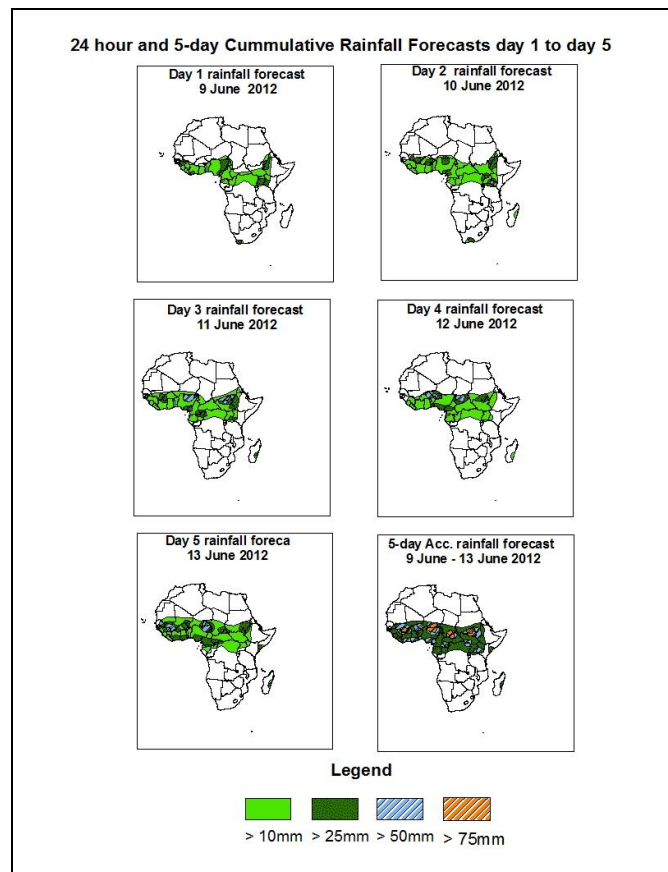 24 hour and 5-day Cummulative Rainfall Forecasts day 1 to day 5
Day 1 rainfall forecast
9 June 2012
Day 2 rainfall forecast
10 June 2012
Day 3 rainfall forecast
11 June 2012
Day 4 rainfall forecast
12 June 2012
Day 5 rainfall foreca
13 June 2012
5-day Acc. rainfall forecast
9 June - 13 June 2012
Legend
> 10mm > 25mm > 50mm > 75mm